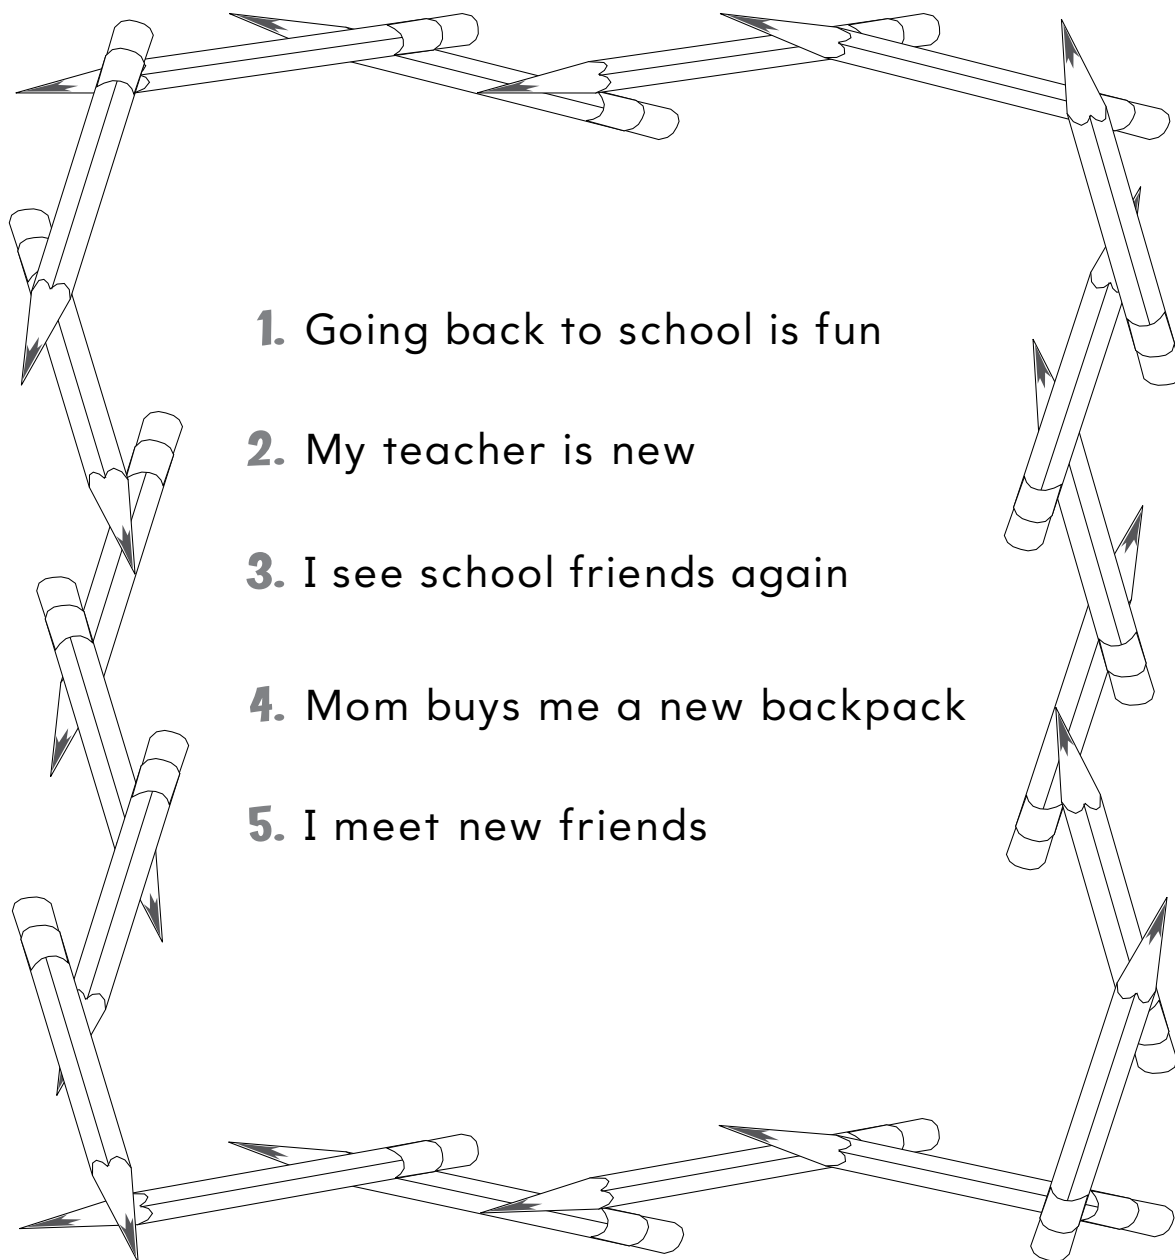 1. Going back to school is fun
2. My teacher is new
3. I see school friends again
4. Mom buys me a new backpack
5. I meet new friends